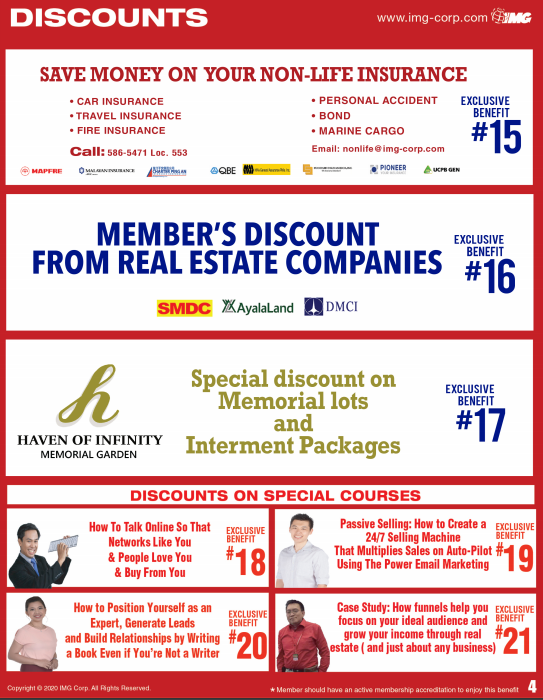 DISCOUNTS
www.img-corp.com IMG
SAVE MONEY ON YOUR NON-LIFE INSURANCE
• CAR INSURANCE
• TRAVEL INSURANCE
• FIRE INSURANCE
Call: 586-5471 Loc. 553
• PERSONAL ACCIDENT
• BOND
• MARINE CARGO
Email: nonlife@img-corp.com
EXCLUSIVE
BENEFIT
#15
MAPFRE
MALAYAN INSURANCE
CHARTER PING AN
QBE
PIONEER
UCPB GEN
MEMBER'S DISCOUNT
FROM REAL ESTATE COMPANIES
EXCLUSIVE
BENEFIT
#16
SMDC
AyalaLand
DMCI
h
HAVEN OF INFINITY
MEMORIAL GARDEN
Special discount on
Memorial lots
and
Interment Packages
EXCLUSIVE
BENEFIT
#17
DISCOUNTS ON SPECIAL COURSES
How To Talk Online So That
Networks Like You
& People Love You
& Buy From You
EXCLUSIVE
BENEFIT
#18
Passive Selling: How to Create a
24/7 Selling Machine
That Multiplies Sales on Auto-Pilot
Using The Power Email Marketing
EXCLUSIVE
BENEFIT
#19
How to Position Yourself as an
Expert, Generate Leads
and Build Relationships by Writing
a Book Even if You're Not a Writer
EXCLUSIVE
BENEFIT
#20
Case Study: How funnels help you
focus on your ideal audience and
grow your income through real
estate ( and just about any business)
EXCLUSIVE
BENEFIT
#21
Copyright © 2020 IMG Corp. All Rights Reserved.
★ Member should have an active membership accreditation to enjoy this benefit
4